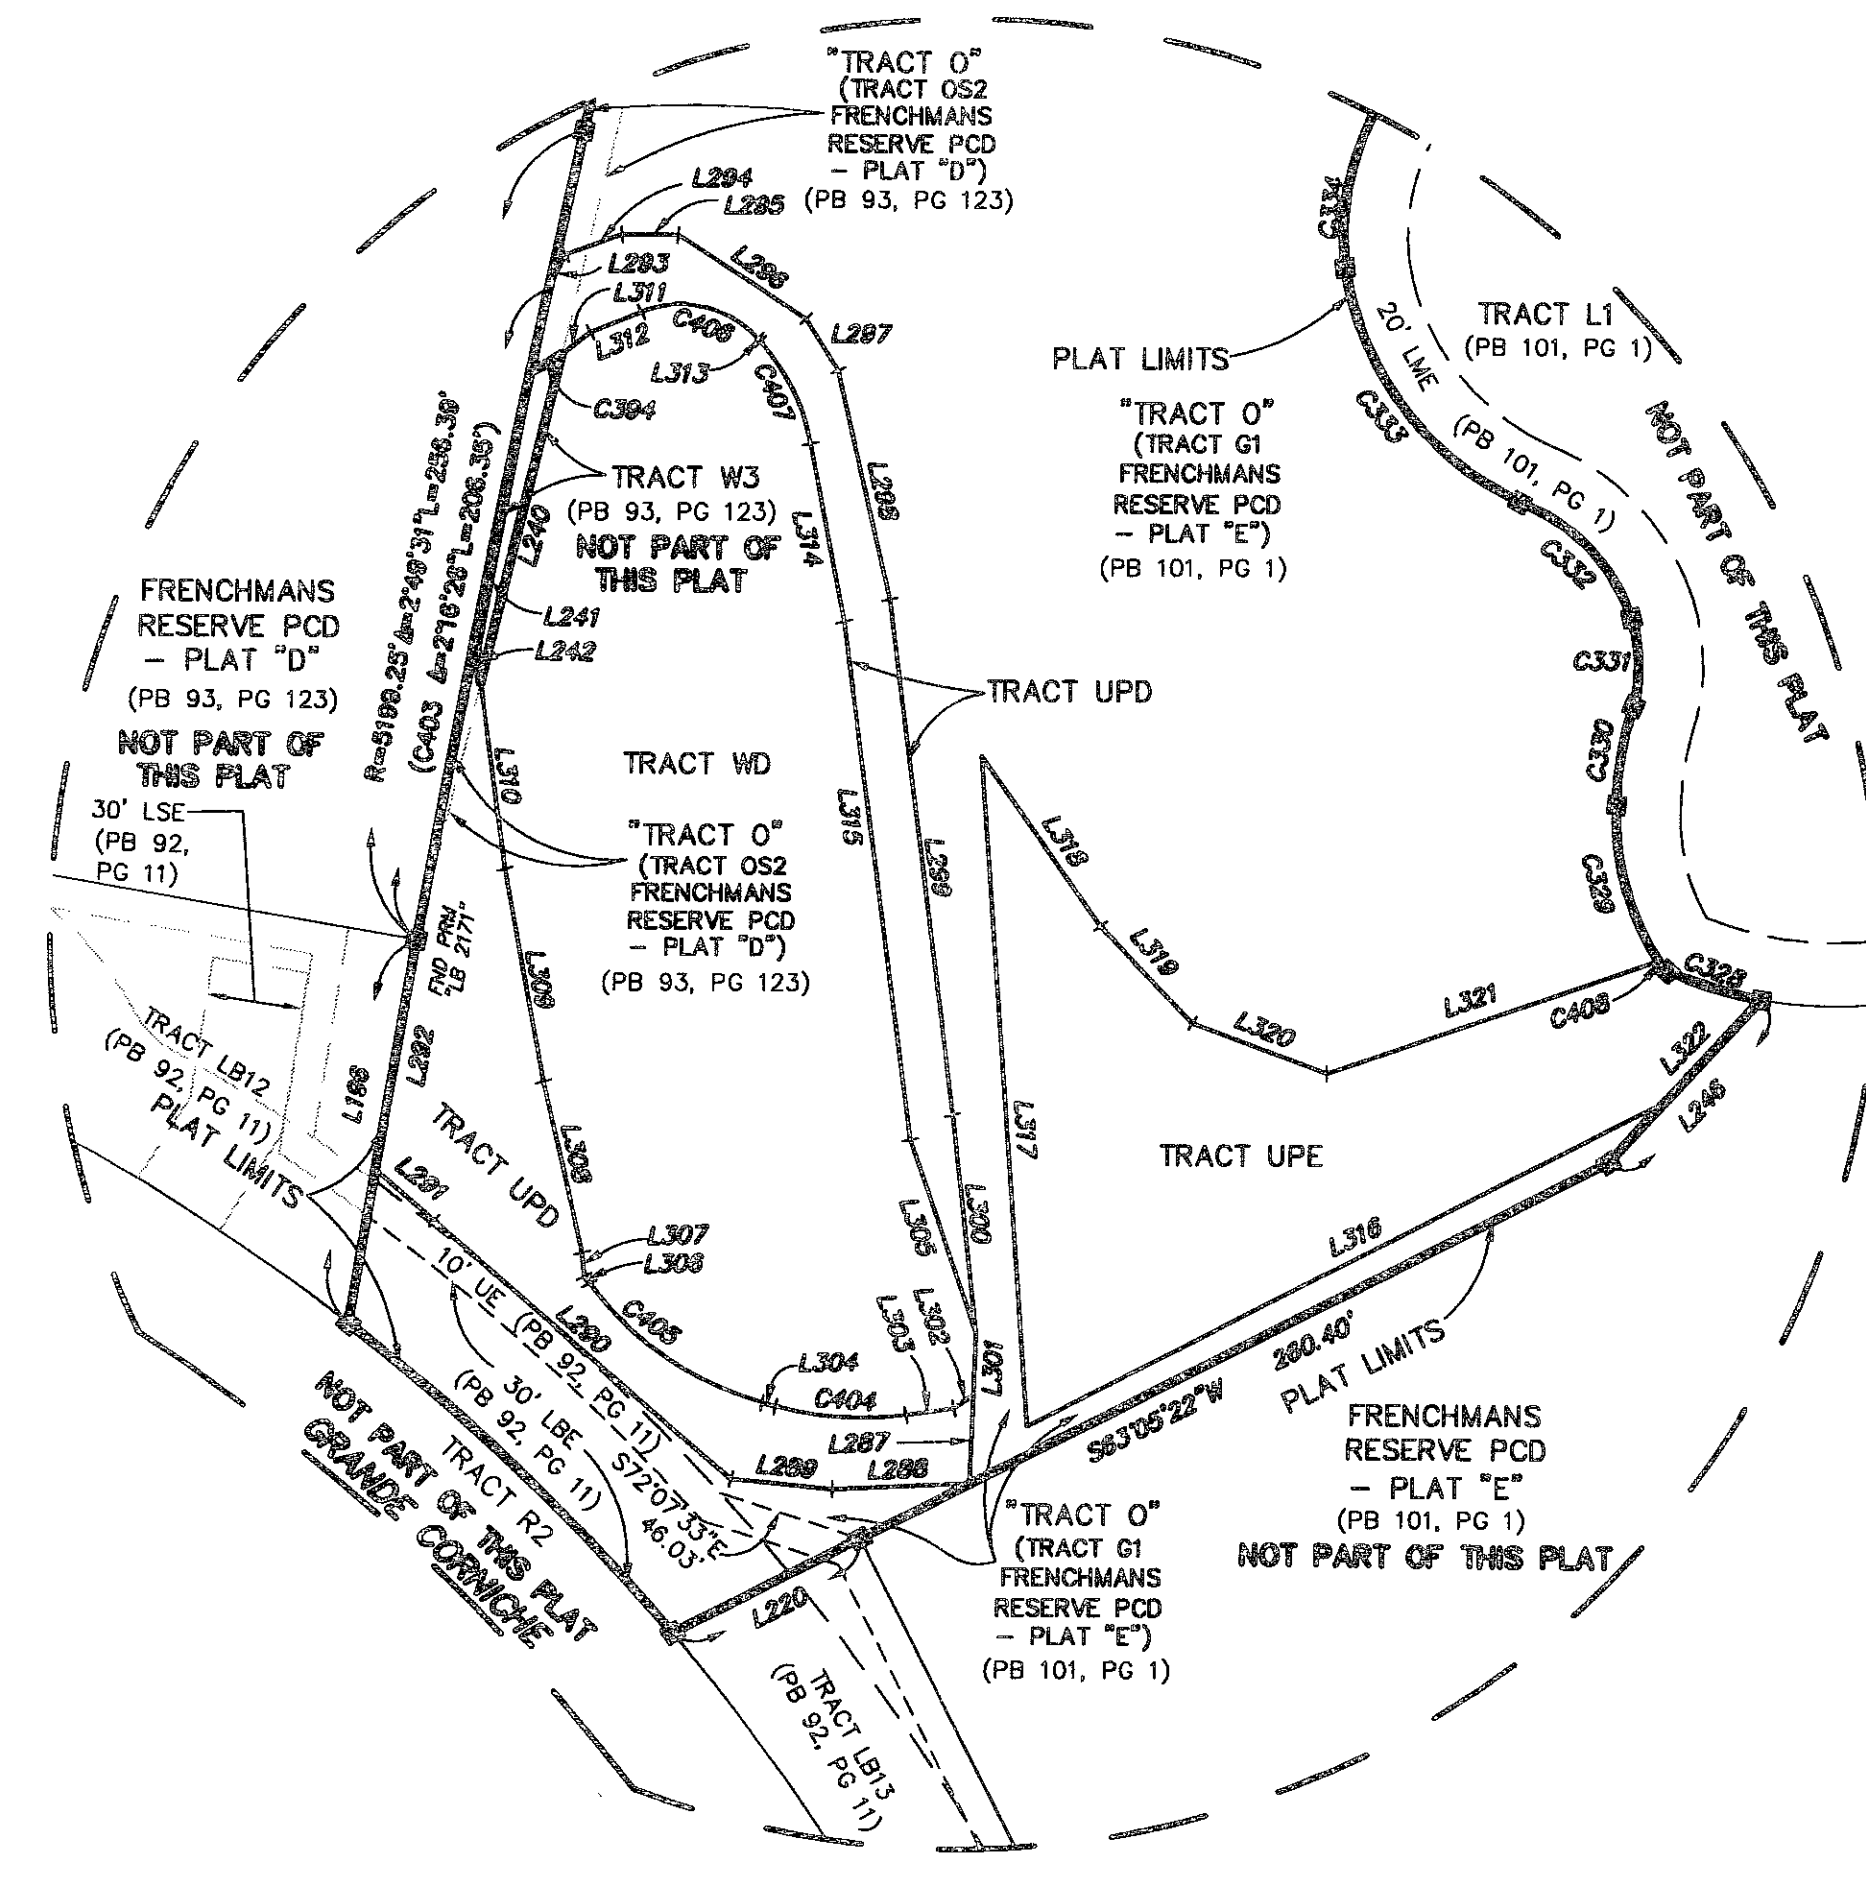 "TRACT O"
(TRACT OS2
FRENCHMANS
RESERVE PCD
– PLAT "D")
(PB 93, PG 123)
L294
L295
L296
L293
L311
L312
C406
L313
L297
C407
C394
C334
PLAT LIMITS
20' LME
(PB 101, PG 1)
TRACT L1
(PB 101, PG 1)
C333
"TRACT O"
(TRACT G1
FRENCHMANS
RESERVE PCD
– PLAT "E")
(PB 101, PG 1)
NOT PART OF THIS PLAT
C332
C331
C330
C329
C328
R=5199.25' Δ=2°49'31" L=256.39'
(C403 Δ=2°16'26" L=206.35')
TRACT W3
(PB 93, PG 123)
NOT PART OF
THIS PLAT
L240
L241
L242
L314
L298
FRENCHMANS
RESERVE PCD
– PLAT "D"
(PB 93, PG 123)
NOT PART OF
THIS PLAT
30' LSE
(PB 92,
PG 11)
TRACT UPD
TRACT WD
L310
L315
L299
"TRACT O"
(TRACT OS2
FRENCHMANS
RESERVE PCD
– PLAT "D")
(PB 93, PG 123)
L318
L319
L320
L321
C408
L322
L246
FND PRM
"LB 2171"
L309
L292
L198
TRACT LB12
(PB 92, PG 11)
PLAT LIMITS
TRACT UPD
L308
L291
L317
TRACT UPE
L307
L306
L305
L300
L316
10' UE (PB 92, PG 11)
L290
C405
L303
L302
L304
C404
L301
30' LBE
(PB 92, PG 11)
L287
L289
L288
S63°05'22"W
260.40'
PLAT LIMITS
NOT PART OF THIS PLAT
GRANDE CORNICHE
TRACT R2
S72°07'33"E
46.03'
FRENCHMANS
RESERVE PCD
– PLAT "E"
(PB 101, PG 1)
NOT PART OF THIS PLAT
"TRACT O"
(TRACT G1
FRENCHMANS
RESERVE PCD
– PLAT "E")
(PB 101, PG 1)
L220
TRACT LB13
(PB 92, PG 11)